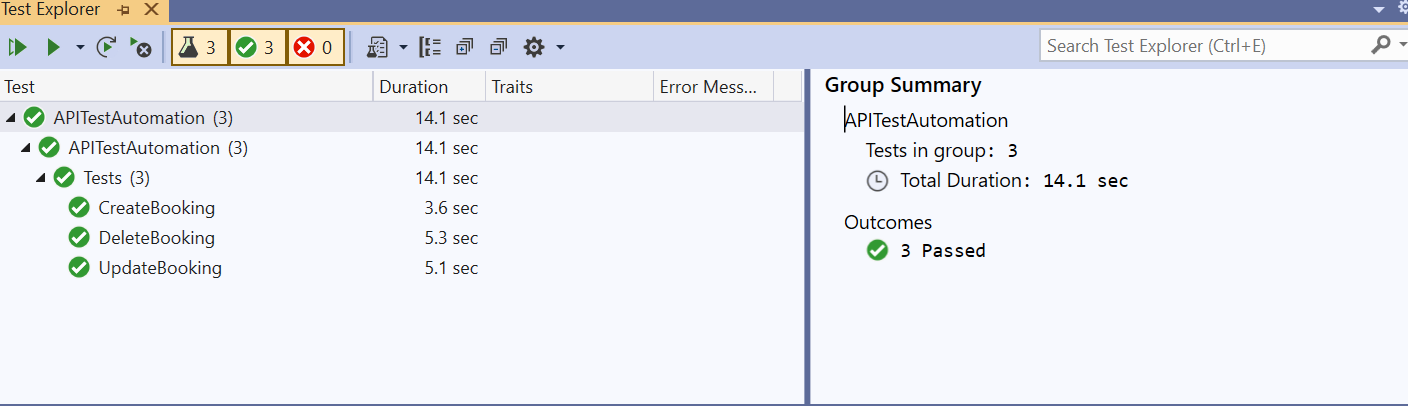 Test Explorer
3 3 0
Search Test Explorer (Ctrl+E)
Test Duration Traits Error Mess...
APITestAutomation (3) 14.1 sec
APITestAutomation (3) 14.1 sec
Tests (3) 14.1 sec
CreateBooking 3.6 sec
DeleteBooking 5.3 sec
UpdateBooking 5.1 sec
Group Summary
APITestAutomation
Tests in group: 3
Total Duration: 14.1 sec
Outcomes
3 Passed